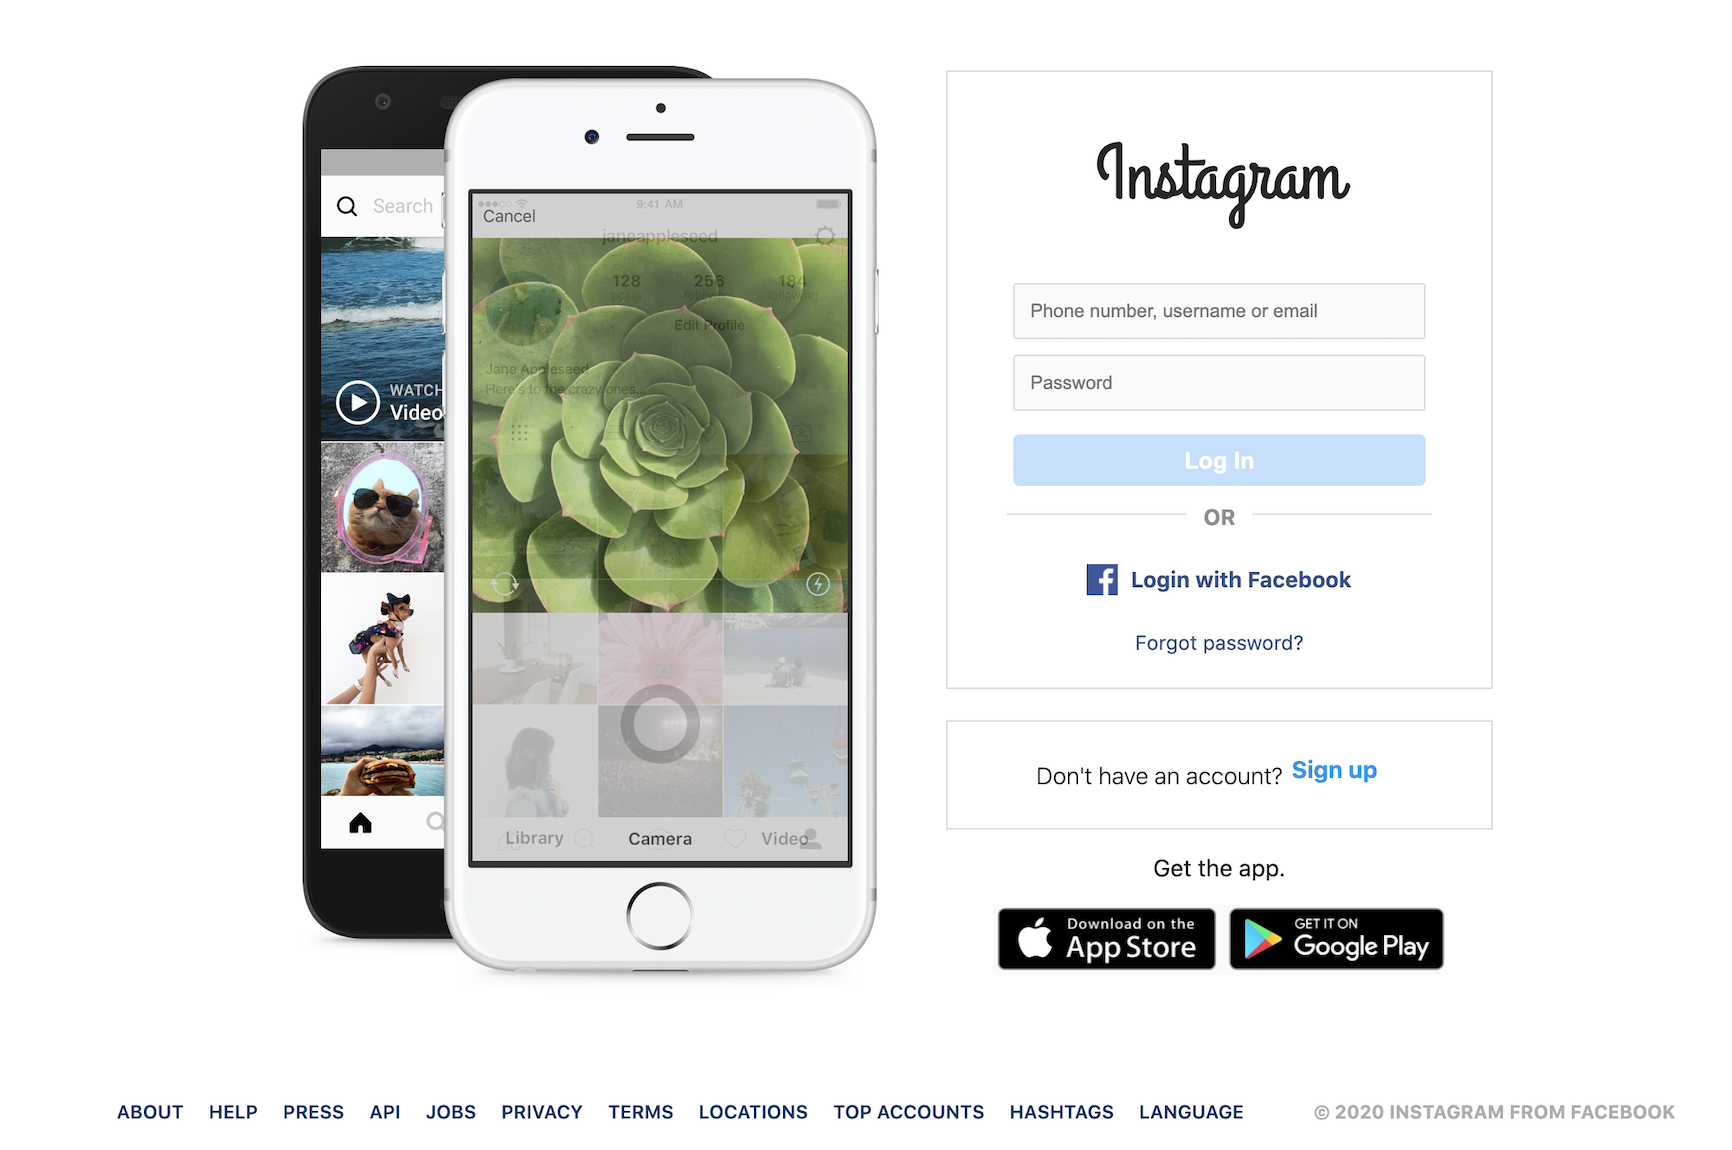 Search
WATCH
Video
9:41 AM
Cancel
janeappleseed
128
posts
255
184
following
Edit Profile
Jane Appleseed
Here's to the crazy ones...
Library
Camera
Video
Instagram
Phone number, username or email
Password
Log In
OR
Login with Facebook
Forgot password?
Don't have an account? Sign up
Get the app.
Download on the
App Store
GET IT ON
Google Play
ABOUT HELP PRESS API JOBS PRIVACY TERMS LOCATIONS TOP ACCOUNTS HASHTAGS LANGUAGE © 2020 INSTAGRAM FROM FACEBOOK